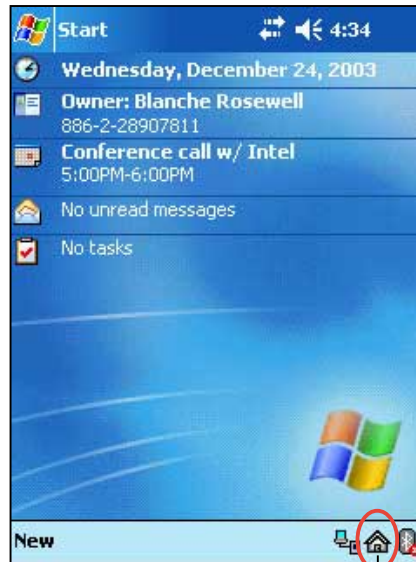 Start 4:34
Wednesday, December 24, 2003
Owner: Blanche Rosewell
886-2-28907811
Conference call w/ Intel
5:00PM-6:00PM
No unread messages
No tasks
New